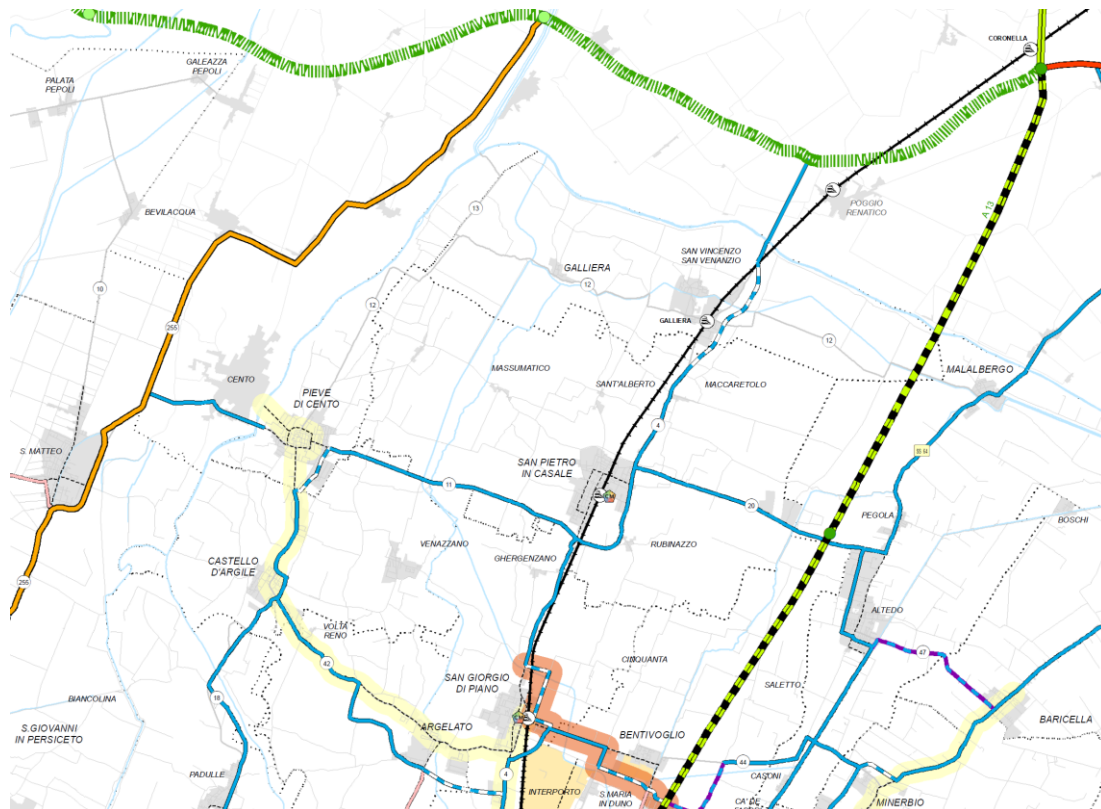 CORONELLA
GALEAZZA
PEPOLI
PALATA
PEPOLI
A 13
POGGIO
RENATICO
BEVILACQUA
13
SAN VINCENZO
SAN VENANZIO
GALLIERA
12
10
12
GALLIERA
255
12
MASSUMATICO
SANT'ALBERTO
MACCARETOLO
MALALBERGO
CENTO
PIEVE
DI CENTO
4
S. MATTEO
SAN PIETRO
IN CASALE
11
20
PEGOLA
BOSCHI
VENAZZANO
GHERGENZANO
RUBINAZZO
CASTELLO
D'ARGILE
255
ALTEDO
VOLTA
RENO
47
42
CINQUANTA
SAN GIORGIO
DI PIANO
SALETTO
18
BIANCOLINA
ARGELATO
BENTIVOGLIO
BARICELLA
S.GIOVANNI
IN PERSICETO
44
PADULLE
4
CASONI
INTERPORTO
S.MARIA
IN DUNO
CA' DE'
MINERBIO